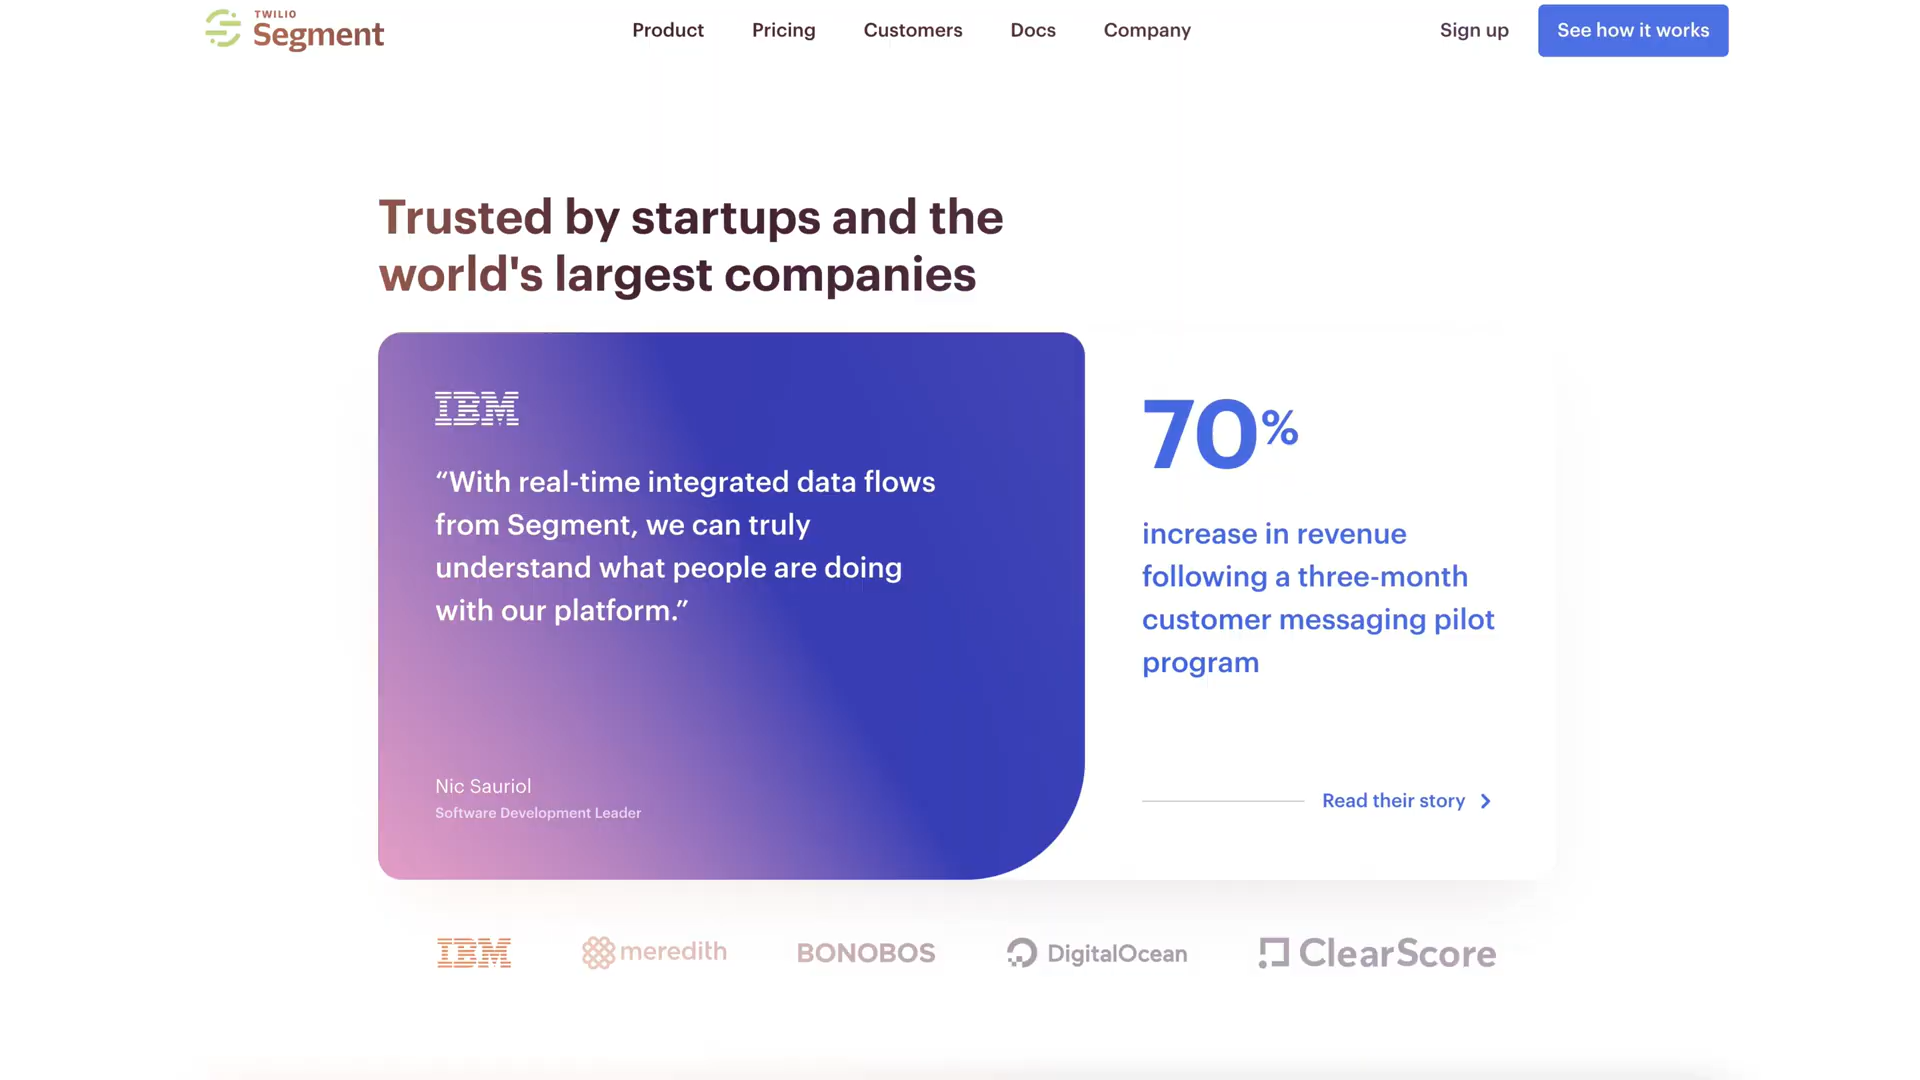 TWILIO
Segment
Product
Pricing
Customers
Docs
Company
Sign up
See how it works
Trusted by startups and the
world's largest companies
IBM
“With real-time integrated data flows
from Segment, we can truly
understand what people are doing
with our platform.”
Nic Sauriol
Software Development Leader
70%
increase in revenue
following a three-month
customer messaging pilot
program
Read their story
IBM
meredith
BONOBOS
DigitalOcean
ClearScore